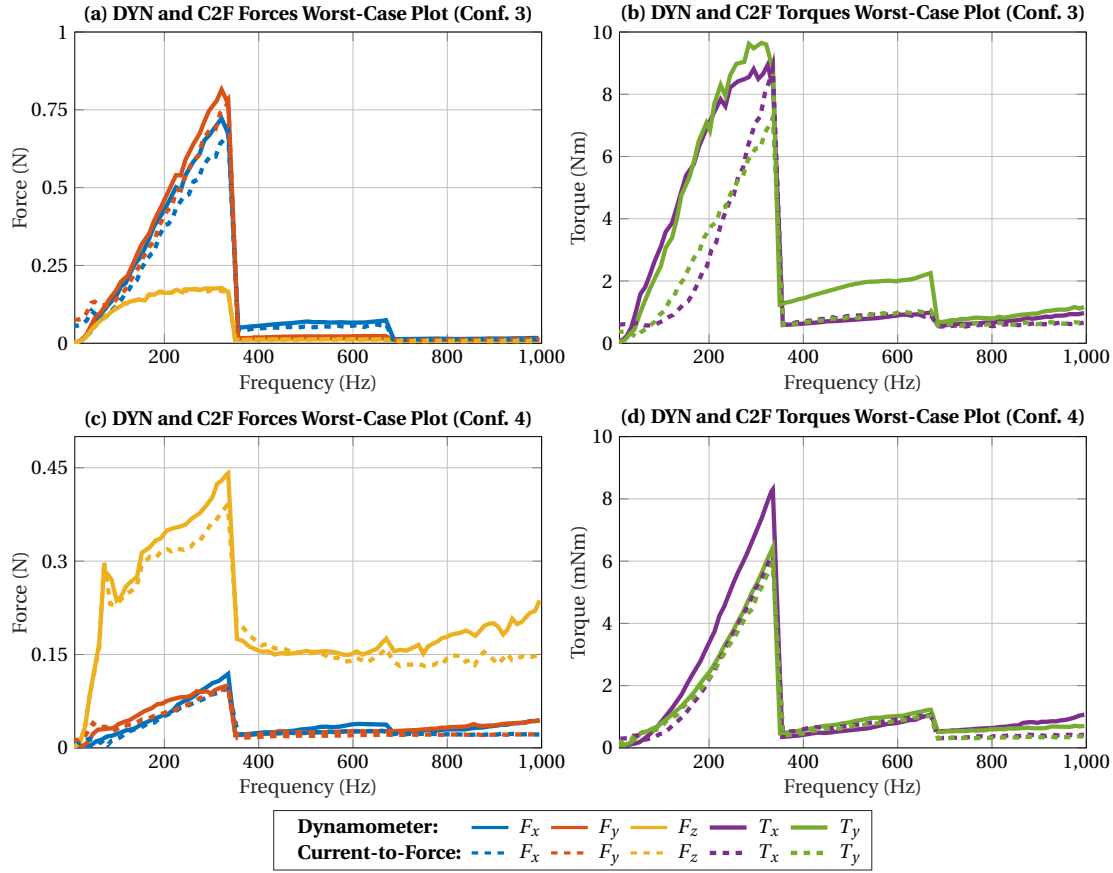 (a) DYN and C2F Forces Worst-Case Plot (Conf. 3)
1
0.75
0.5
0.25
0
Force (N)
200 400 600 800 1,000
Frequency (Hz)
(b) DYN and C2F Torques Worst-Case Plot (Conf. 3)
10
8
6
4
2
0
Torque (Nm)
200 400 600 800 1,000
Frequency (Hz)
(c) DYN and C2F Forces Worst-Case Plot (Conf. 4)
0.45
0.3
0.15
0
Force (N)
200 400 600 800 1,000
Frequency (Hz)
(d) DYN and C2F Torques Worst-Case Plot (Conf. 4)
10
8
6
4
2
0
Torque (mNm)
200 400 600 800 1,000
Frequency (Hz)
Dynamometer: Fx Fy Fz Tx Ty
Current-to-Force: Fx Fy Fz Tx Ty